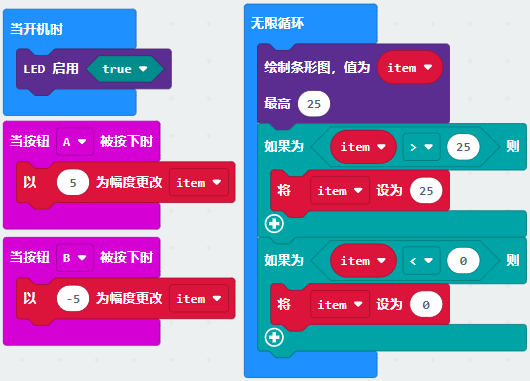 当开机时
LED 启用 true
当按钮 A 被按下时
以 5 为幅度更改 item
当按钮 B 被按下时
以 -5 为幅度更改 item
无限循环
绘制条形图，值为 item
最高 25
如果为 item > 25 则
将 item 设为 25
如果为 item < 0 则
将 item 设为 0